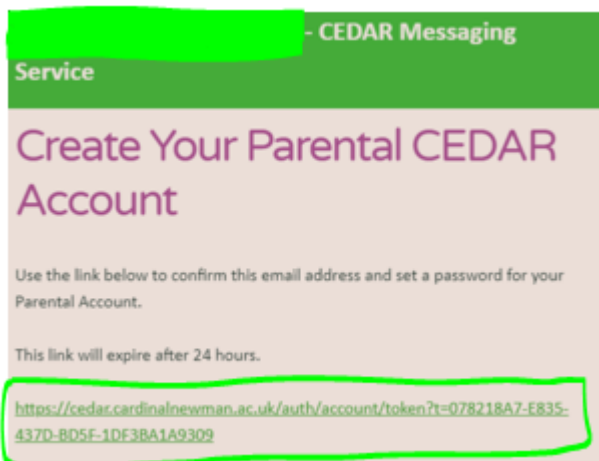 - CEDAR Messaging
Service
Create Your Parental CEDAR
Account
Use the link below to confirm this email address and set a password for your
Parental Account.
This link will expire after 24 hours.
https://cedar.cardinalnewman.ac.uk/auth/account/token?t=078218A7-E835-
437D-BD5F-1DF3BA1A9309